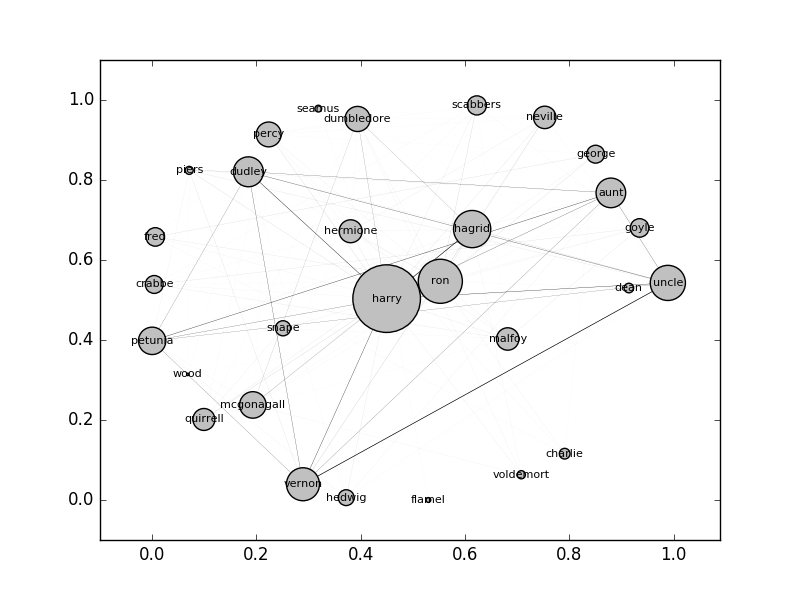 1.0
0.8
0.6
0.4
0.2
0.0
0.0
0.2
0.4
0.6
0.8
1.0
seamus
dumbledore
scabbers
neville
percy
george
piers
dudley
aunt
fred
hermione
hagrid
goyle
crabbe
harry
ron
dean
uncle
petunia
snape
malfoy
wood
mcgonagall
quirrell
charlie
voldemort
vernon
hedwig
flamel